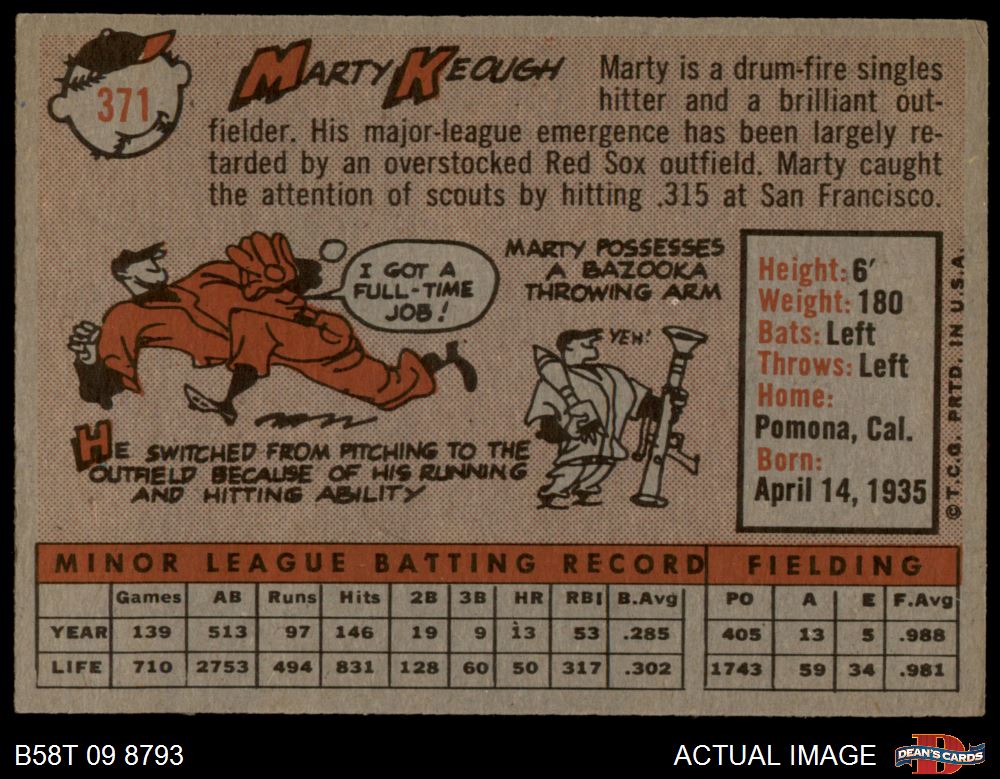 371
MARTY KEOUGH
Marty is a drum-fire singles
hitter and a brilliant out-
fielder. His major-league emergence has been largely re-
tarded by an overstocked Red Sox outfield. Marty caught
the attention of scouts by hitting .315 at San Francisco.
I GOT A
FULL-TIME
JOB!
HE SWITCHED FROM PITCHING TO THE
OUTFIELD BECAUSE OF HIS RUNNING
AND HITTING ABILITY
MARTY POSSESSES
A BAZOOKA
THROWING ARM
YEH!
Height: 6'
Weight: 180
Bats: Left
Throws: Left
Home:
Pomona, Cal.
Born:
April 14, 1935
©T.C.G. PRTD. IN U.S.A.
MINOR LEAGUE BATTING RECORD FIELDING
Games AB Runs Hits 2B 3B HR RBI B.Avg PO A E F.Avg
YEAR 139 513 97 146 19 9 13 53 .285 405 13 5 .988
LIFE 710 2753 494 831 128 60 50 317 .302 1743 59 34 .981
B58T 09 8793
ACTUAL IMAGE
DEAN'S CARDS